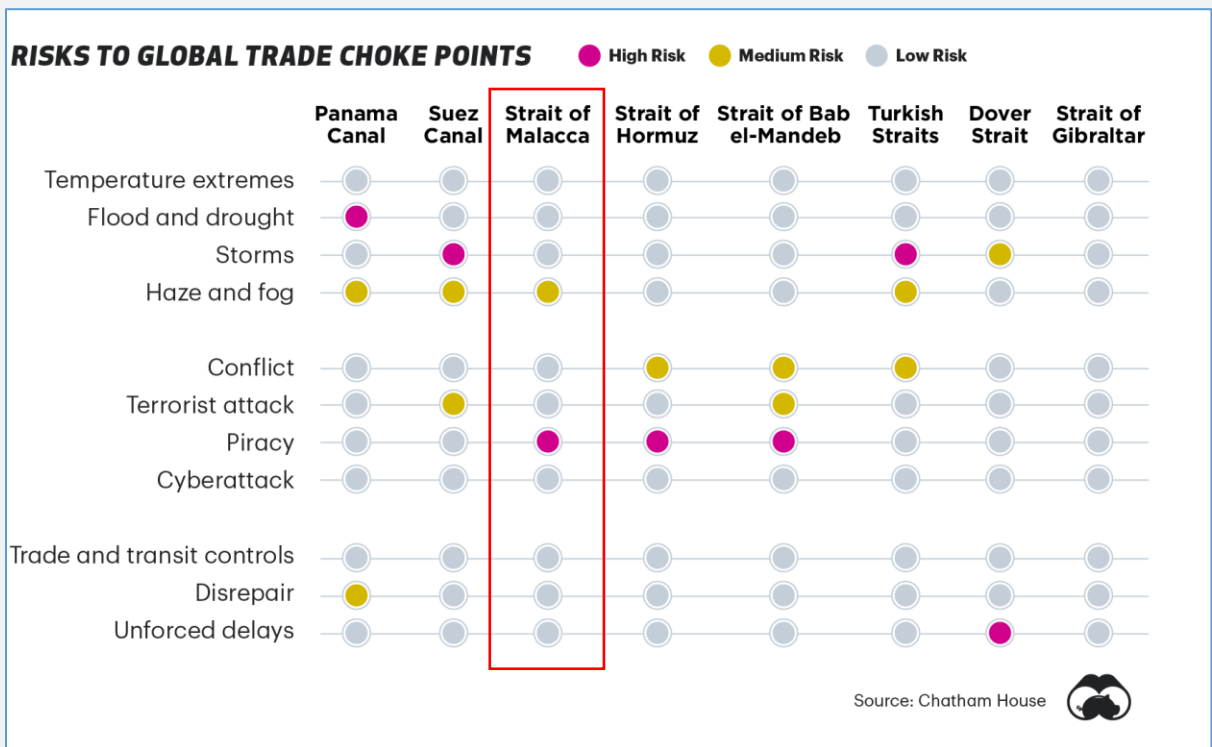 RISKS TO GLOBAL TRADE CHOKE POINTS High Risk Medium Risk Low Risk
Panama Canal Suez Canal Strait of Malacca Strait of Hormuz Strait of Bab el-Mandeb Turkish Straits Dover Strait Strait of Gibraltar
Temperature extremes
Flood and drought
Storms
Haze and fog
Conflict
Terrorist attack
Piracy
Cyberattack
Trade and transit controls
Disrepair
Unforced delays
Source: Chatham House